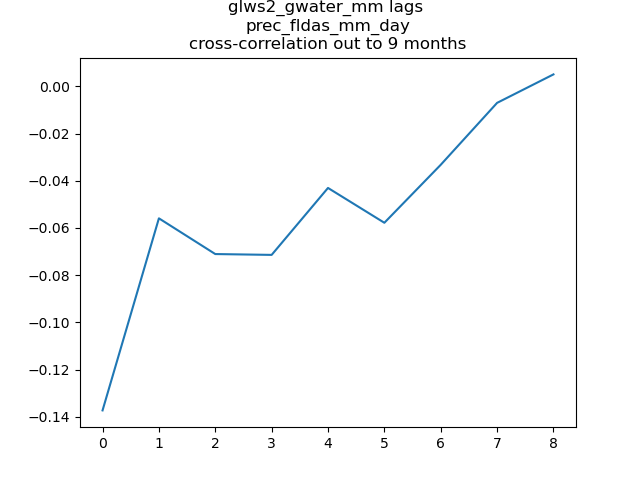 glws2_gwater_mm lags
prec_fldas_mm_day
cross-correlation out to 9 months
0.00
−0.02
−0.04
−0.06
−0.08
−0.10
−0.12
−0.14
0 1 2 3 4 5 6 7 8